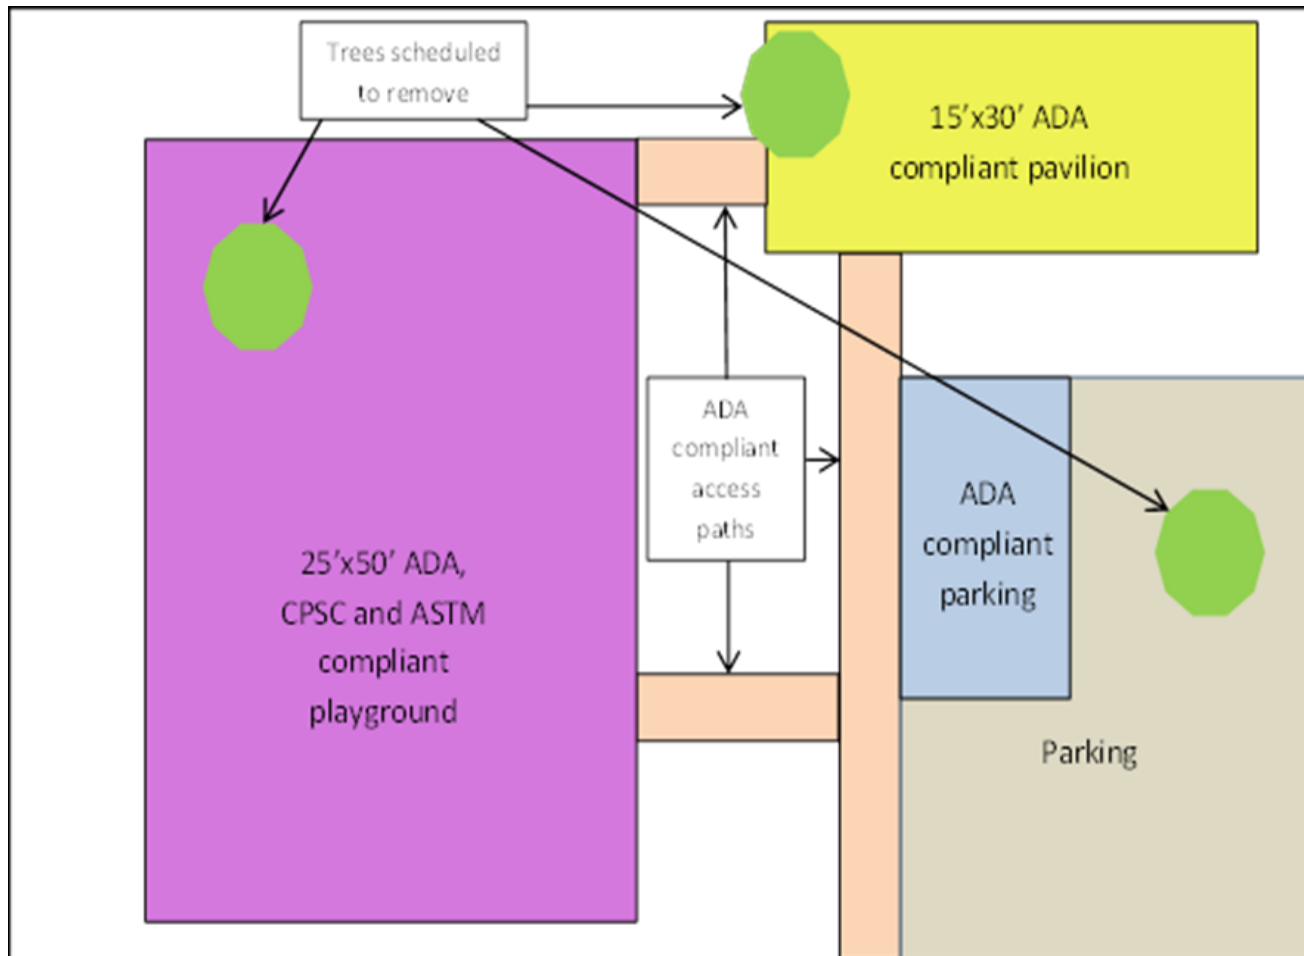 Trees scheduled
to remove
15’x30’ ADA
compliant pavilion
ADA
compliant
access
paths
ADA
compliant
parking
25’x50’ ADA,
CPSC and ASTM
compliant
playground
Parking